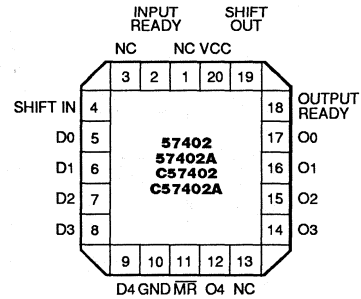 INPUT READY
SHIFT OUT
NC
NC
VCC
3 2 1 20 19
SHIFT IN 4
18 OUTPUT READY
D0 5
17 O0
D1 6
16 O1
D2 7
15 O2
D3 8
14 O3
57402
57402A
C57402
C57402A
9 10 11 12 13
D4 GND MR O4 NC